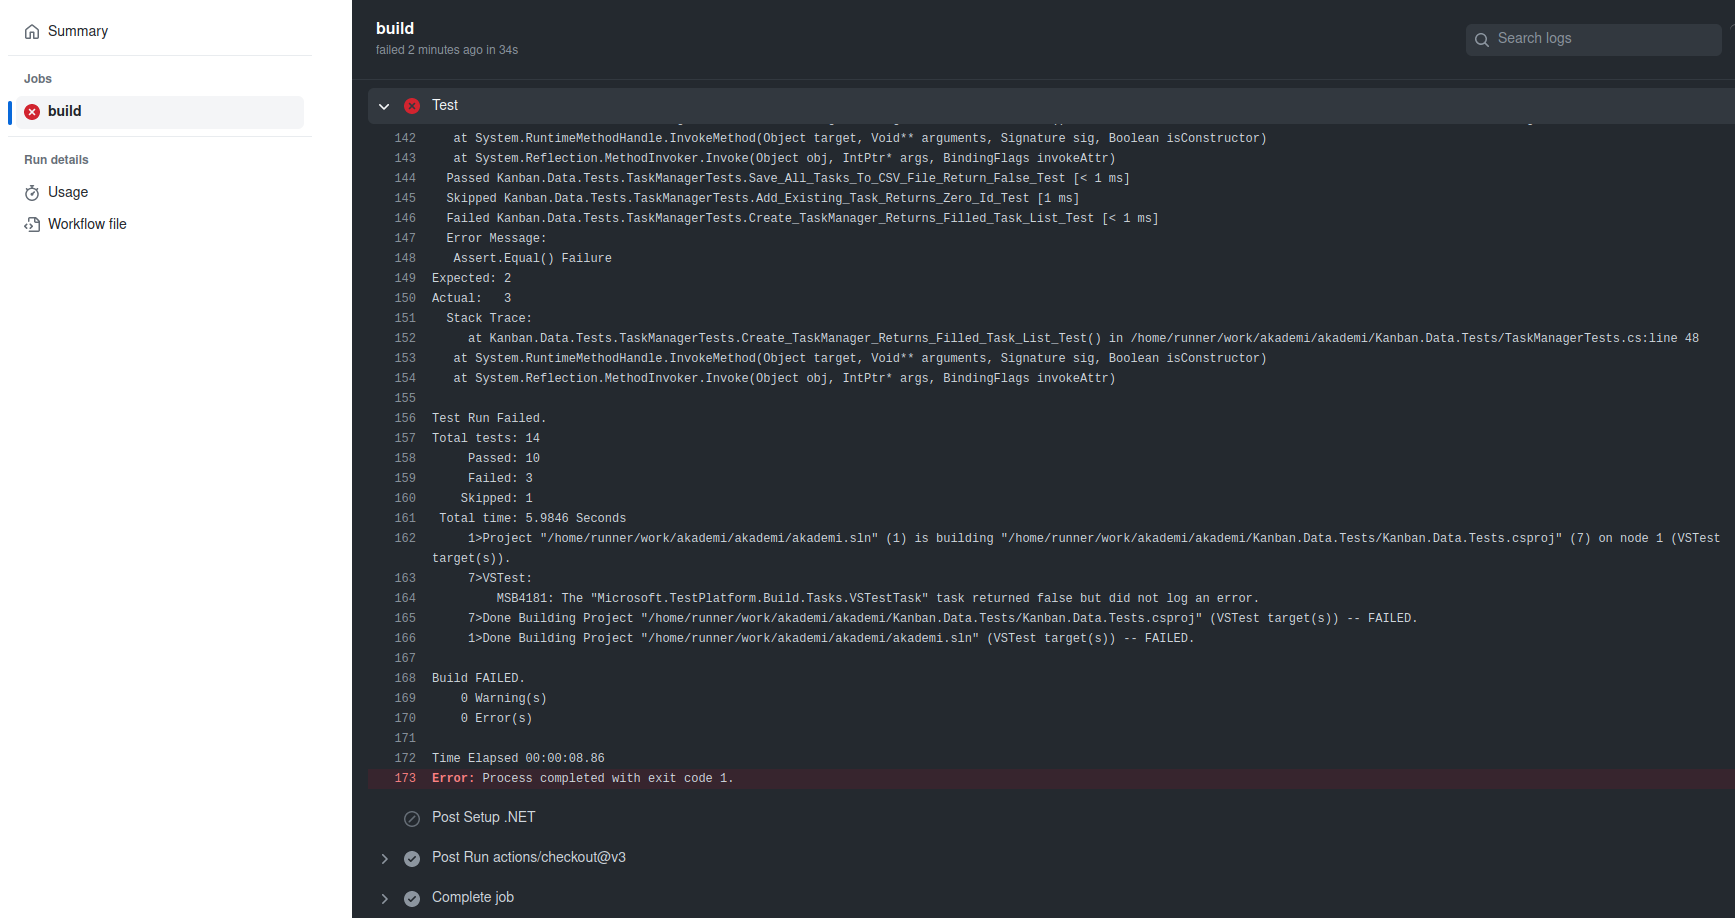 Summary
Jobs
build
Run details
Usage
Workflow file
build
failed 2 minutes ago in 34s
Search logs
Test
142 at System.RuntimeMethodHandle.InvokeMethod(Object target, Void** arguments, Signature sig, Boolean isConstructor)
143 at System.Reflection.MethodInvoker.Invoke(Object obj, IntPtr* args, BindingFlags invokeAttr)
144 Passed Kanban.Data.Tests.TaskManagerTests.Save_All_Tasks_To_CSV_File_Return_False_Test [< 1 ms]
145 Skipped Kanban.Data.Tests.TaskManagerTests.Add_Existing_Task_Returns_Zero_Id_Test [1 ms]
146 Failed Kanban.Data.Tests.TaskManagerTests.Create_TaskManager_Returns_Filled_Task_List_Test [< 1 ms]
147 Error Message:
148 Assert.Equal() Failure
149 Expected: 2
150 Actual: 3
151 Stack Trace:
152 at Kanban.Data.Tests.TaskManagerTests.Create_TaskManager_Returns_Filled_Task_List_Test() in /home/runner/work/akademi/akademi/Kanban.Data.Tests/TaskManagerTests.cs:line 48
153 at System.RuntimeMethodHandle.InvokeMethod(Object target, Void** arguments, Signature sig, Boolean isConstructor)
154 at System.Reflection.MethodInvoker.Invoke(Object obj, IntPtr* args, BindingFlags invokeAttr)
155
156 Test Run Failed.
157 Total tests: 14
158 Passed: 10
159 Failed: 3
160 Skipped: 1
161 Total time: 5.9846 Seconds
162 1>Project "/home/runner/work/akademi/akademi/akademi.sln" (1) is building "/home/runner/work/akademi/akademi/Kanban.Data.Tests/Kanban.Data.Tests.csproj" (7) on node 1 (VSTest
target(s)).
163 7>VSTest:
164 MSB4181: The "Microsoft.TestPlatform.Build.Tasks.VSTestTask" task returned false but did not log an error.
165 7>Done Building Project "/home/runner/work/akademi/akademi/Kanban.Data.Tests/Kanban.Data.Tests.csproj" (VSTest target(s)) -- FAILED.
166 1>Done Building Project "/home/runner/work/akademi/akademi/akademi.sln" (VSTest target(s)) -- FAILED.
167
168 Build FAILED.
169 0 Warning(s)
170 0 Error(s)
171
172 Time Elapsed 00:00:08.86
173 Error: Process completed with exit code 1.
Post Setup .NET
Post Run actions/checkout@v3
Complete job